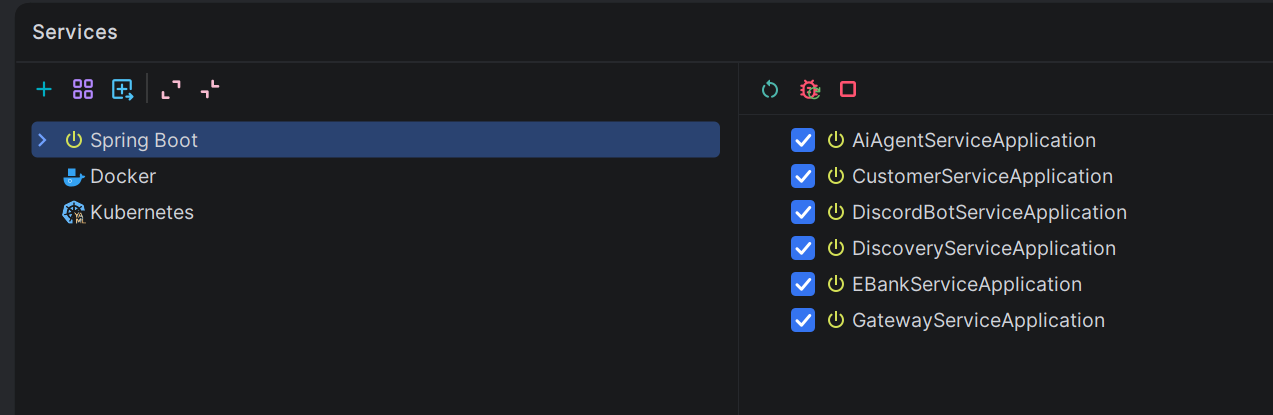 Services
Spring Boot
Docker
Kubernetes
AiAgentServiceApplication
CustomerServiceApplication
DiscordBotServiceApplication
DiscoveryServiceApplication
EBankServiceApplication
GatewayServiceApplication